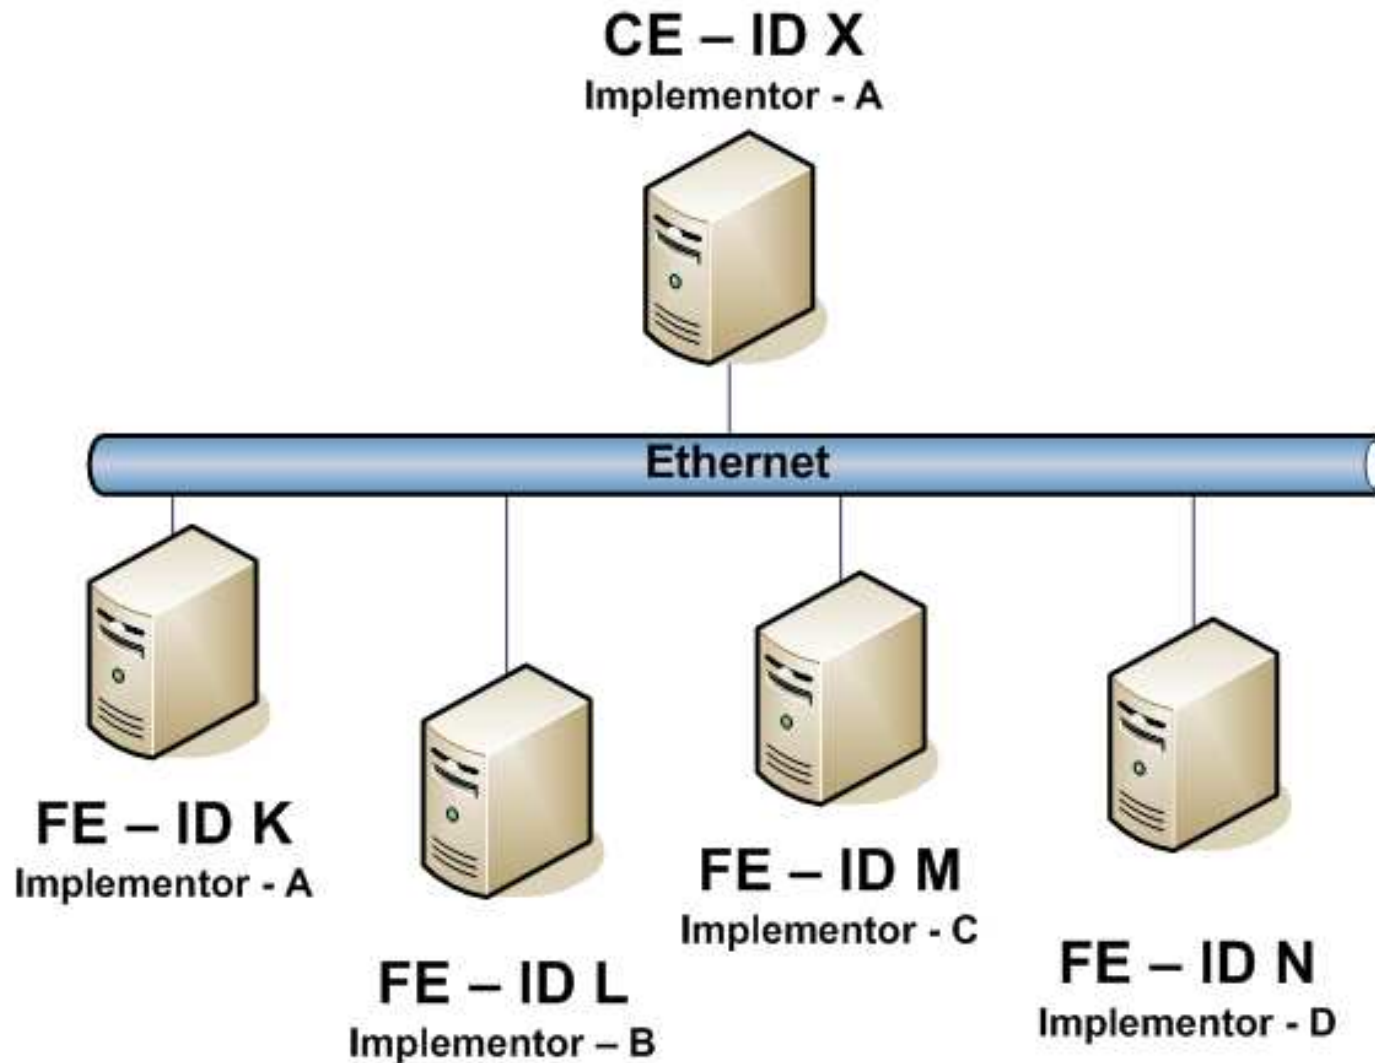 CE – ID X
Implementor - A
Ethernet
FE – ID K
Implementor - A
FE – ID L
Implementor – B
FE – ID M
Implementor - C
FE – ID N
Implementor - D